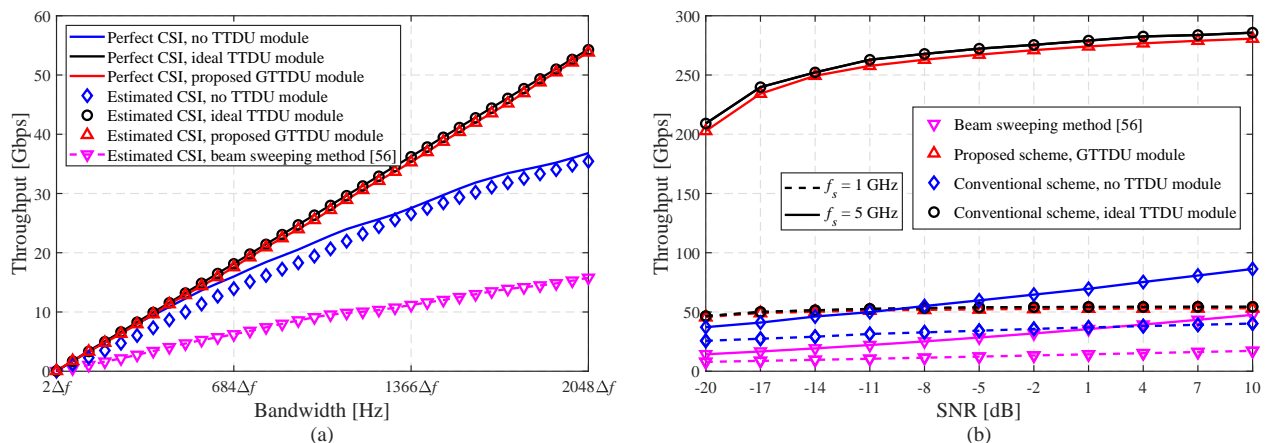 60
50
40
30
20
10
0
Throughput [Gbps]
Perfect CSI, no TTDU module
Perfect CSI, ideal TTDU module
Perfect CSI, proposed GTTDU module
Estimated CSI, no TTDU module
Estimated CSI, ideal TTDU module
Estimated CSI, proposed GTTDU module
Estimated CSI, beam sweeping method [56]
2Δf 684Δf 1366Δf 2048Δf
Bandwidth [Hz]
(a)
300
250
200
150
100
50
0
Throughput [Gbps]
f_s = 1 GHz
f_s = 5 GHz
Beam sweeping method [56]
Proposed scheme, GTTDU module
Conventional scheme, no TTDU module
Conventional scheme, ideal TTDU module
-20 -17 -14 -11 -8 -5 -2 1 4 7 10
SNR [dB]
(b)